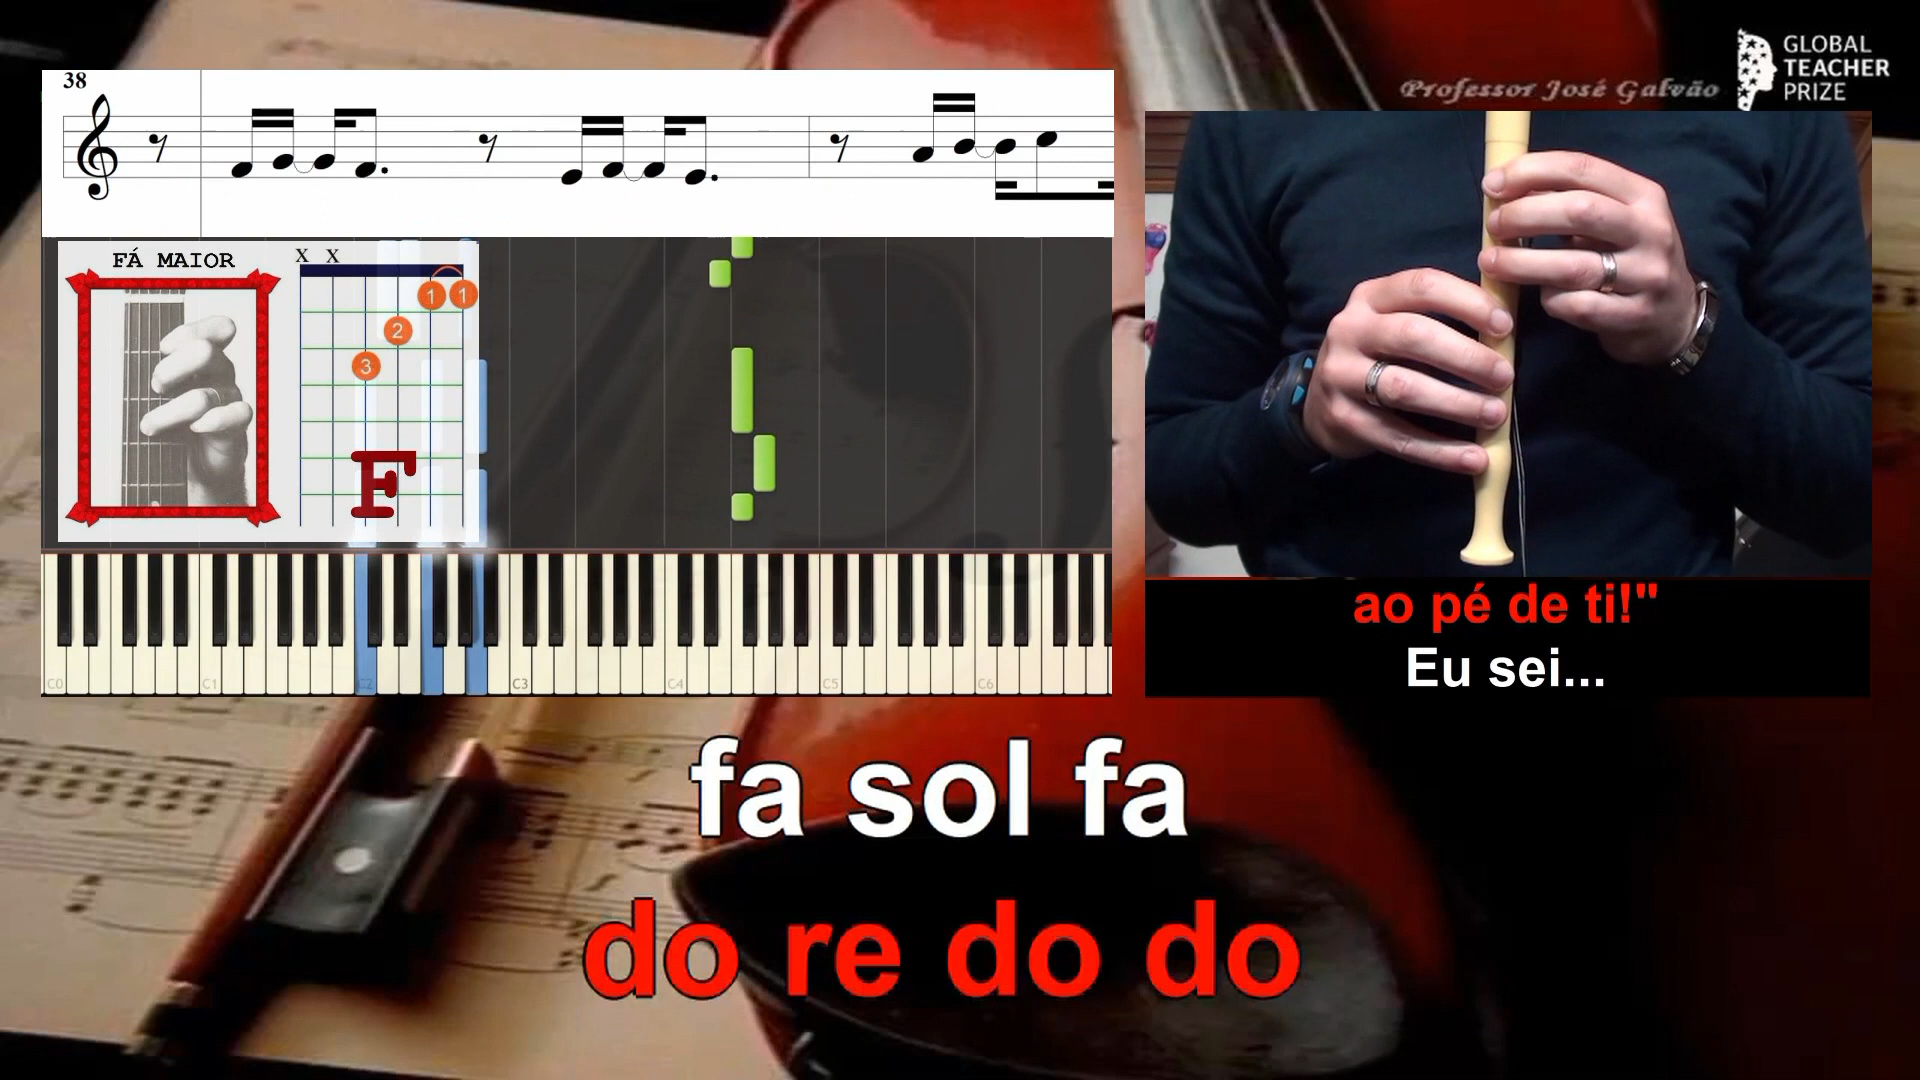 38
Professor José Galvão
GLOBAL
TEACHER
PRIZE
FÁ MAIOR
X X
1 1
2
3
F
C0 C1 C2 C3 C4 C5 C6
ao pé de ti!"
Eu sei...
fa sol fa
do re do do